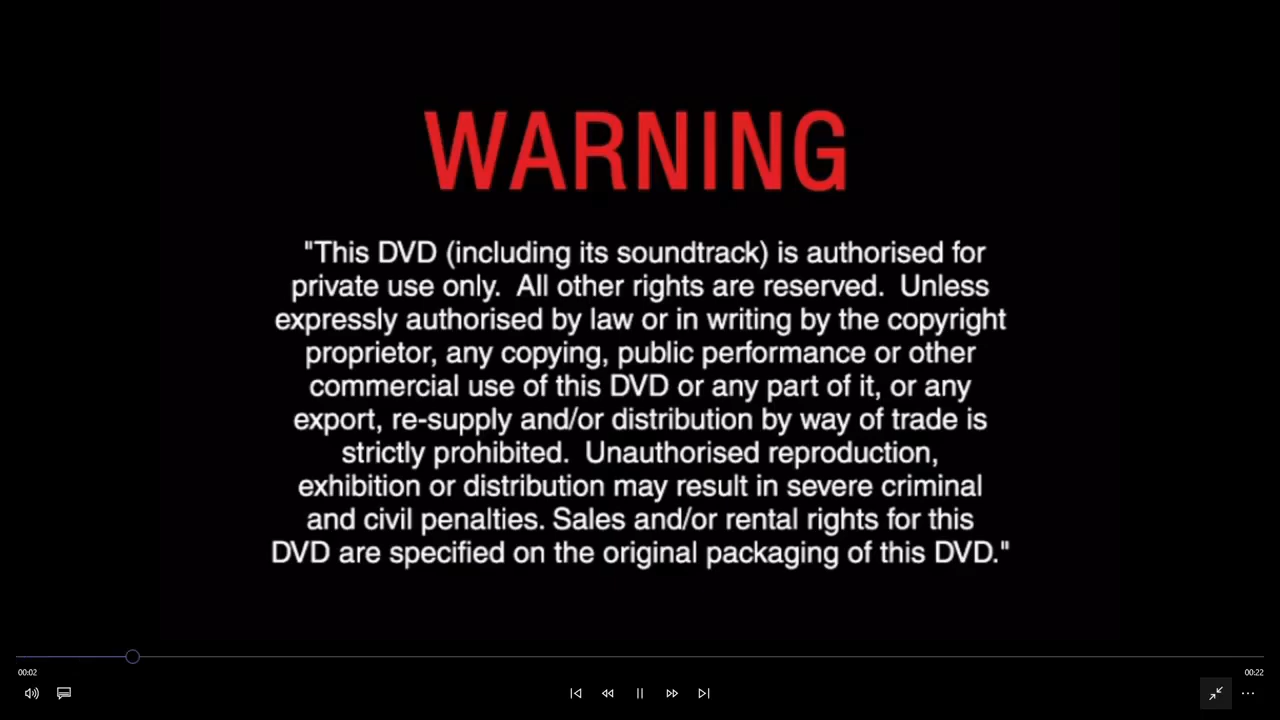 WARNING
"This DVD (including its soundtrack) is authorised for
private use only.  All other rights are reserved.  Unless
expressly authorised by law or in writing by the copyright
proprietor, any copying, public performance or other
commercial use of this DVD or any part of it, or any
export, re-supply and/or distribution by way of trade is
strictly prohibited.  Unauthorised reproduction,
exhibition or distribution may result in severe criminal
and civil penalties. Sales and/or rental rights for this
DVD are specified on the original packaging of this DVD."
00:02
00:22